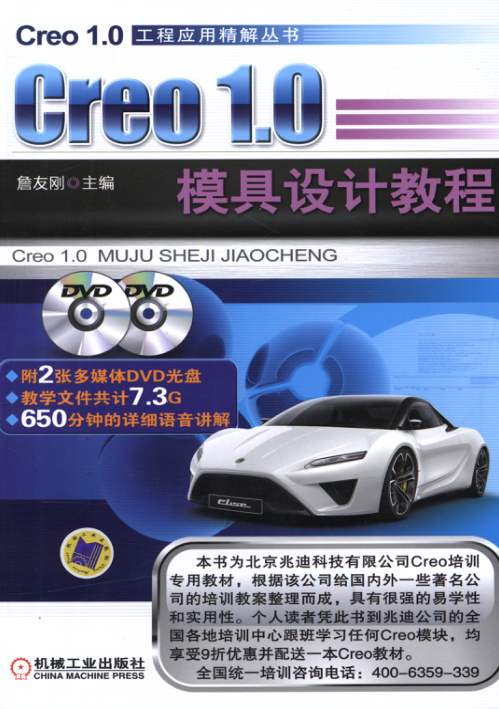 Creo 1.0 工程应用精解丛书
Creo 1.0
詹友刚◎主编
模具设计教程
Creo 1.0 MUJU SHEJI JIAOCHENG
DVD DVD
◆附2张多媒体DVD光盘
◆教学文件共计7.3G
◆650分钟的详细语音讲解
本书为北京兆迪科技有限公司Creo培训
专用教材，根据该公司给国内外一些著名公
司的培训教案整理而成，具有很强的易学性
和实用性。个人读者凭此书到兆迪公司的全
国各地培训中心跟班学习任何Creo模块，均
享受9折优惠并配送一本Creo教材。
全国统一培训咨询电话：400-6359-339
机械工业出版社
CHINA MACHINE PRESS